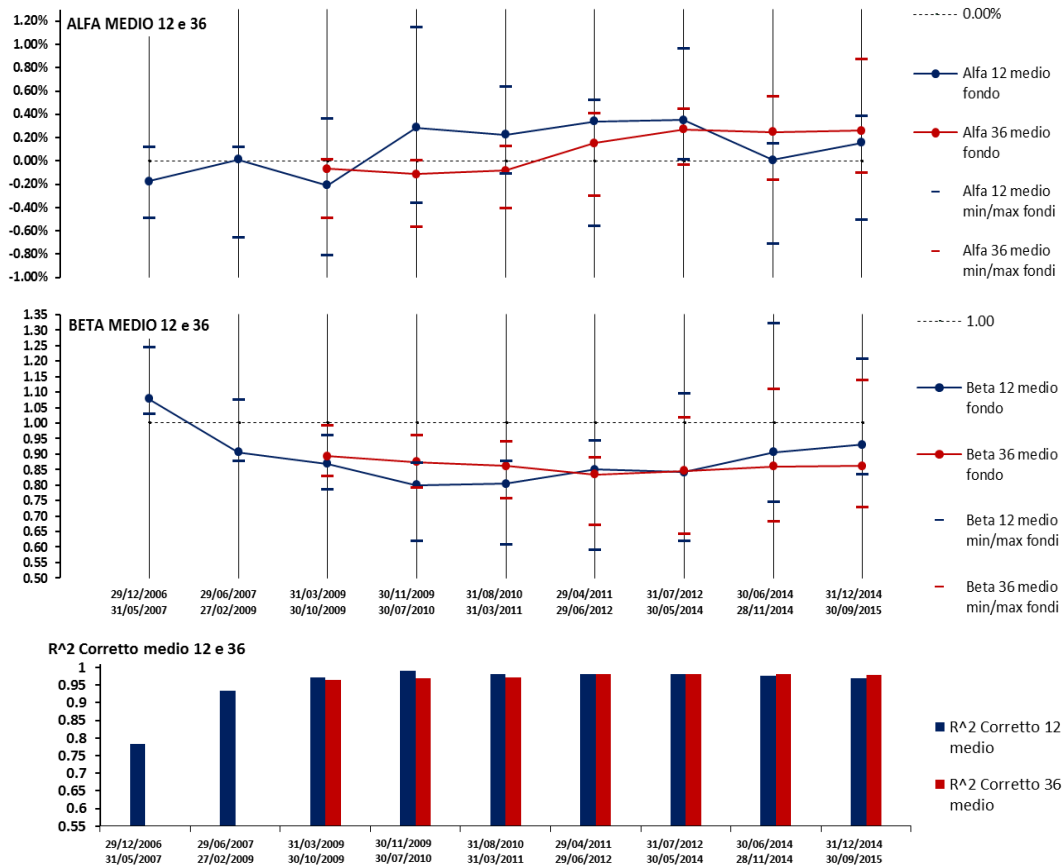 ALFA MEDIO 12 e 36
1.20%
1.00%
0.80%
0.60%
0.40%
0.20%
0.00%
-0.20%
-0.40%
-0.60%
-0.80%
-1.00%
0.00%
Alfa 12 medio
fondo
Alfa 36 medio
fondo
Alfa 12 medio
min/max fondi
Alfa 36 medio
min/max fondi
BETA MEDIO 12 e 36
1.35
1.30
1.25
1.20
1.15
1.10
1.05
1.00
0.95
0.90
0.85
0.80
0.75
0.70
0.65
0.60
0.55
0.50
29/12/2006 29/06/2007 31/03/2009 30/11/2009 31/08/2010 29/04/2011 31/07/2012 30/06/2014 31/12/2014
31/05/2007 27/02/2009 30/10/2009 30/07/2010 31/03/2011 29/06/2012 30/05/2014 28/11/2014 30/09/2015
1.00
Beta 12 medio
fondo
Beta 36 medio
fondo
Beta 12 medio
min/max fondi
Beta 36 medio
min/max fondi
R^2 Corretto medio 12 e 36
1
0.95
0.9
0.85
0.8
0.75
0.7
0.65
0.6
0.55
29/12/2006 29/06/2007 31/03/2009 30/11/2009 31/08/2010 29/04/2011 31/07/2012 30/06/2014 31/12/2014
31/05/2007 27/02/2009 30/10/2009 30/07/2010 31/03/2011 29/06/2012 30/05/2014 28/11/2014 30/09/2015
R^2 Corretto 12
medio
R^2 Corretto 36
medio